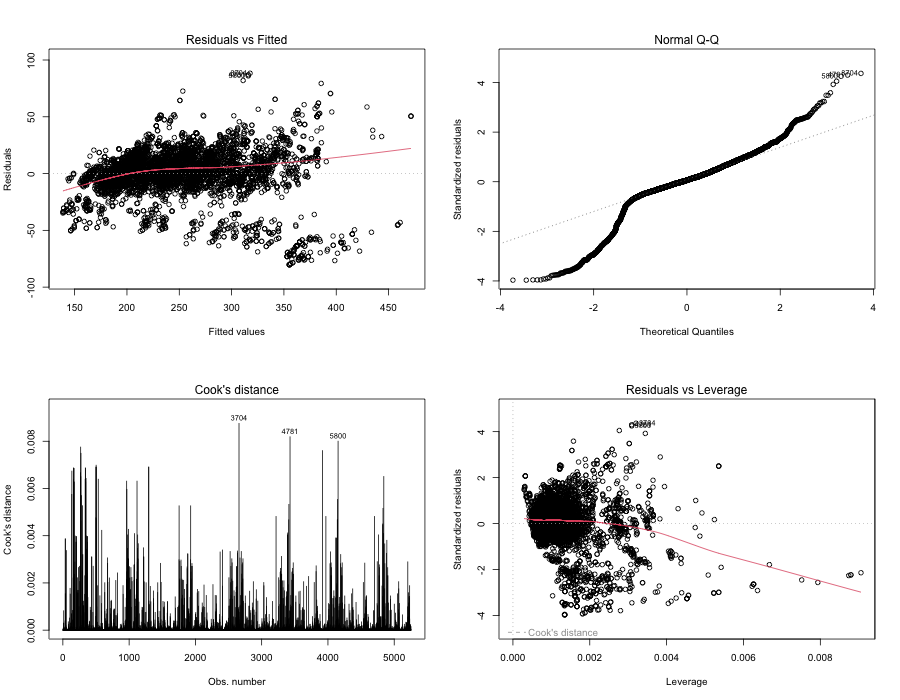 Residuals vs Fitted
Residuals
100
50
0
-50
-100
150 200 250 300 350 400 450
Fitted values
Normal Q-Q
Standardized residuals
4
2
0
-2
-4
3704
-4 -2 0 2 4
Theoretical Quantiles
Cook's distance
Cook's distance
0.008
0.006
0.004
0.002
0.000
3704
4781
5800
0 1000 2000 3000 4000 5000
Obs. number
Residuals vs Leverage
Standardized residuals
4
2
0
-2
-4
Cook's distance
0.000 0.002 0.004 0.006 0.008
Leverage